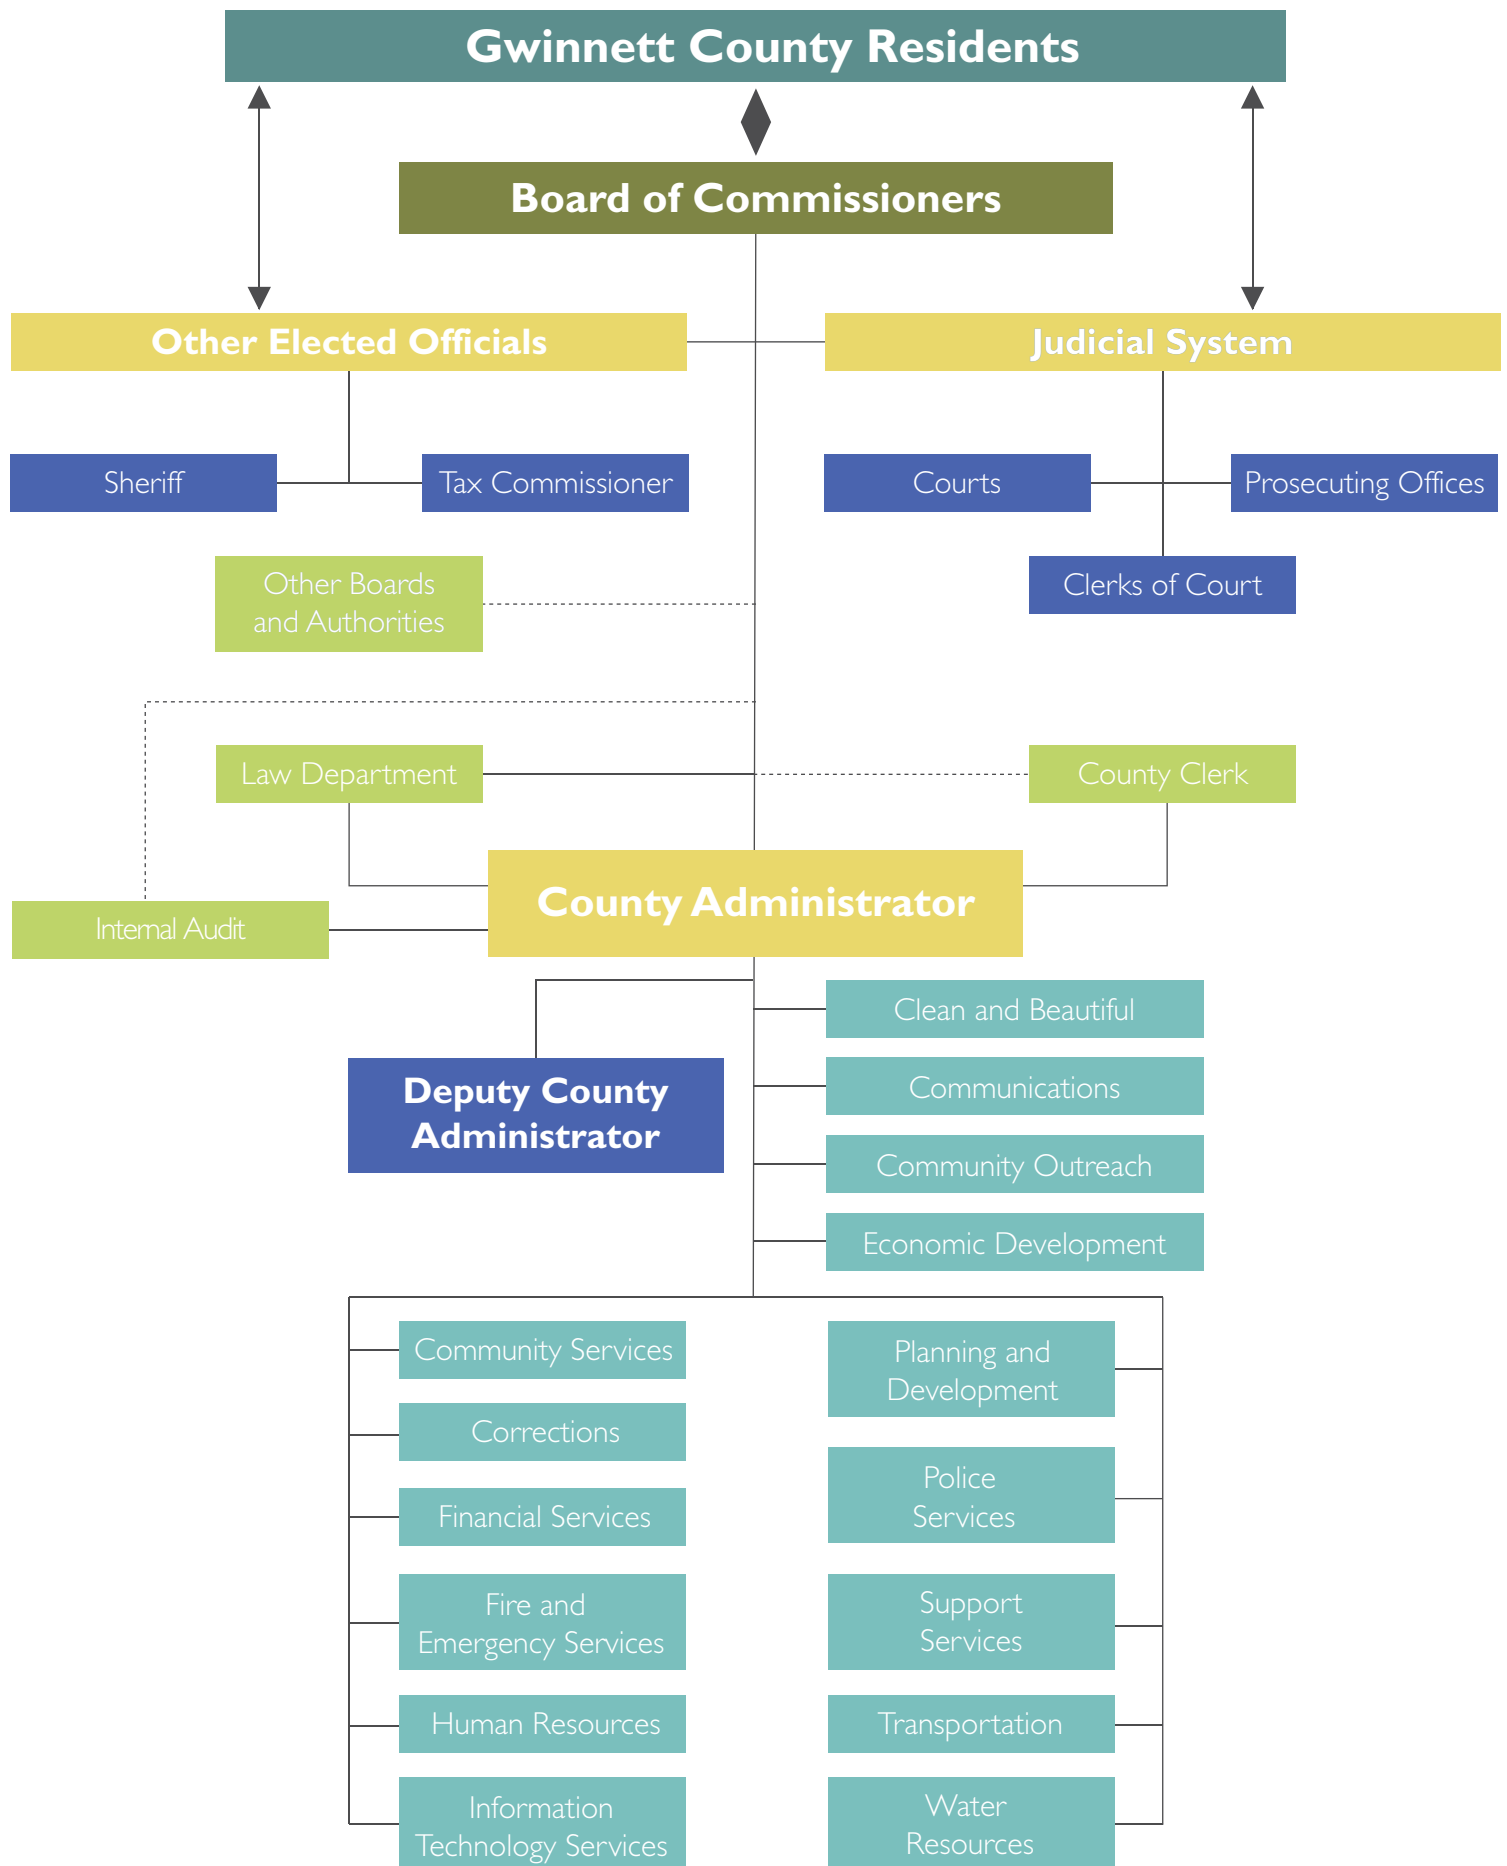 Gwinnett County Residents
Board of Commissioners
Other Elected Officials
Judicial System
Sheriff
Tax Commissioner
Courts
Prosecuting Offices
Other Boards
and Authorities
Clerks of Court
Law Department
County Clerk
County Administrator
Internal Audit
Clean and Beautiful
Deputy County
Administrator
Communications
Community Outreach
Economic Development
Community Services
Corrections
Financial Services
Fire and
Emergency Services
Human Resources
Information
Technology Services
Planning and
Development
Police
Services
Support
Services
Transportation
Water
Resources